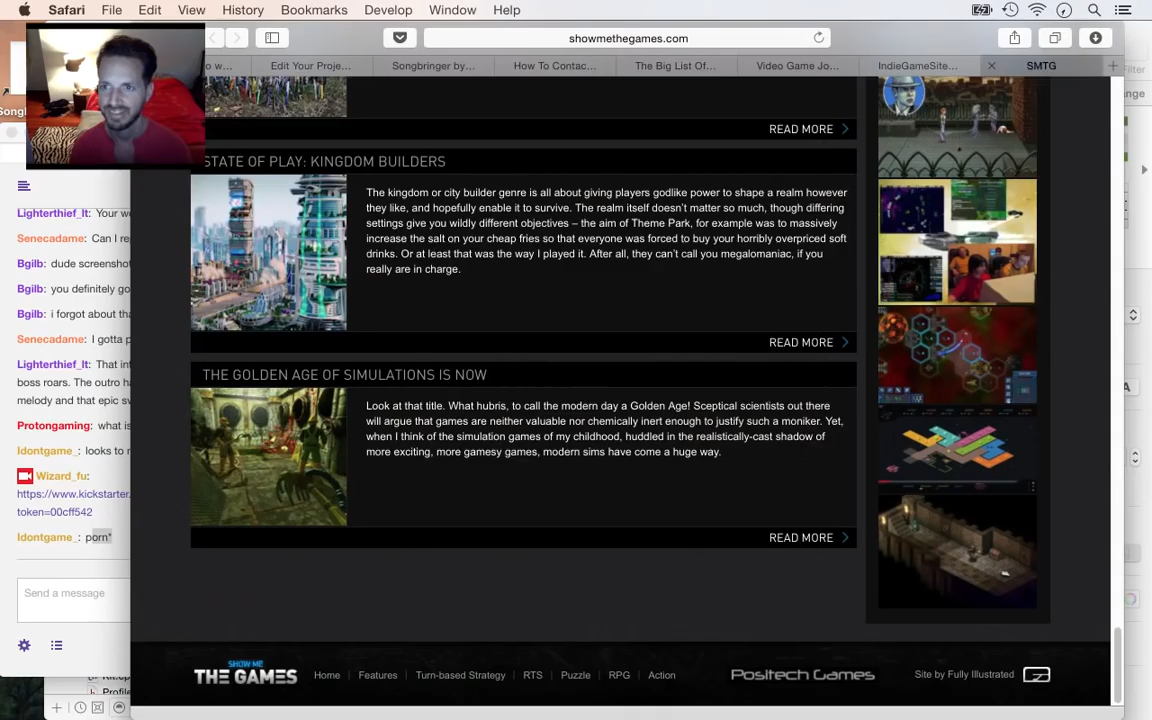 Safari File Edit View History Bookmarks Develop Window Help
showmethegames.com
Edit Your Proje... Songbringer by... How To Contac... The Big List Of... Video Game Jo... IndieGameSite... SMTG
READ MORE
STATE OF PLAY: KINGDOM BUILDERS
The kingdom or city builder genre is all about giving players godlike power to shape a realm however
they like, and hopefully enable it to survive. The realm itself doesn't matter so much, though differing
settings give you wildly different objectives – the aim of Theme Park, for example was to massively
increase the salt on your cheap fries so that everyone was forced to buy your horribly overpriced soft
drinks. Or at least that was the way I played it. After all, they can't call you megalomaniac, if you
really are in charge.
READ MORE
THE GOLDEN AGE OF SIMULATIONS IS NOW
Look at that title. What hubris, to call the modern day a Golden Age! Sceptical scientists out there
will argue that games are neither valuable nor chemically inert enough to justify such a moniker. Yet,
when I think of the simulation games of my childhood, huddled in the realistically-cast shadow of
more exciting, more gamesy games, modern sims have come a huge way.
READ MORE
SHOW ME
THE GAMES
Home Features Turn-based Strategy RTS Puzzle RPG Action
Positech Games
Site by Fully Illustrated
Lighterthief_lt: Your
Senecadame: Can I
Bgilb: dude screenshot
Bgilb: you definitely
Bgilb: i forgot about
Senecadame: I gotta
Lighterthief_lt: That
boss roars. The outro
melody and that epic
Protongaming: what is
Idontgame_: looks to
Wizard_fu:
https://www.kickstarter.
token=00cff542
Idontgame_: porn*
Send a message
Filter